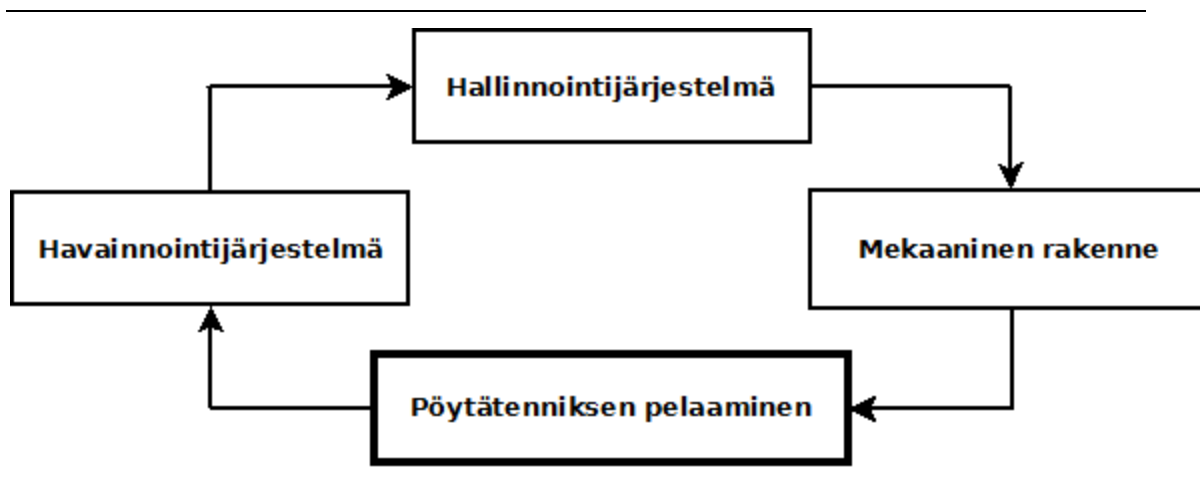 Hallinnointijärjestelmä
Havainnointijärjestelmä
Mekaaninen rakenne
Pöytätenniksen pelaaminen